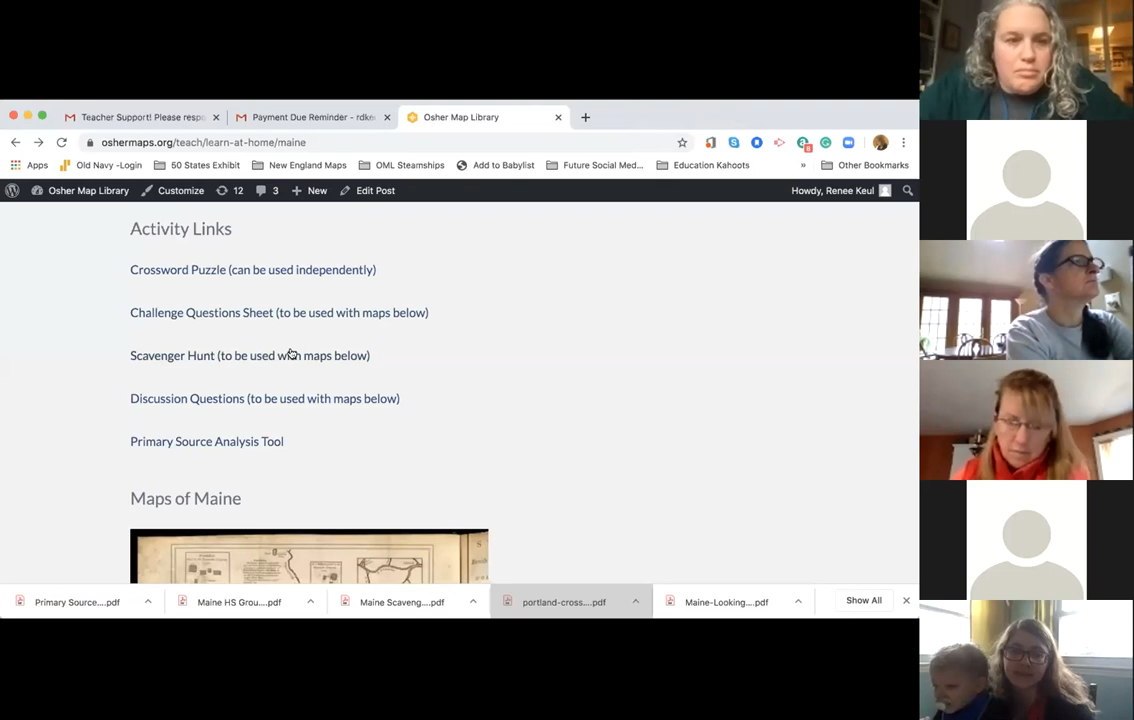 Teacher Support! Please resp
Payment Due Reminder - rdke
Osher Map Library
oshermaps.org/teach/learn-at-home/maine
Apps
Old Navy -Login
50 States Exhibit
New England Maps
OML Steamships
Add to Babylist
Future Social Med...
Education Kahoots
»
Other Bookmarks
Osher Map Library
Customize
12
3
New
Edit Post
Howdy, Renee Keul
Activity Links
Crossword Puzzle (can be used independently)
Challenge Questions Sheet (to be used with maps below)
Scavenger Hunt (to be used with maps below)
Discussion Questions (to be used with maps below)
Primary Source Analysis Tool
Maps of Maine
Primary Source....pdf
Maine HS Grou....pdf
Maine Scaveng....pdf
portland-cross....pdf
Maine-Looking....pdf
Show All